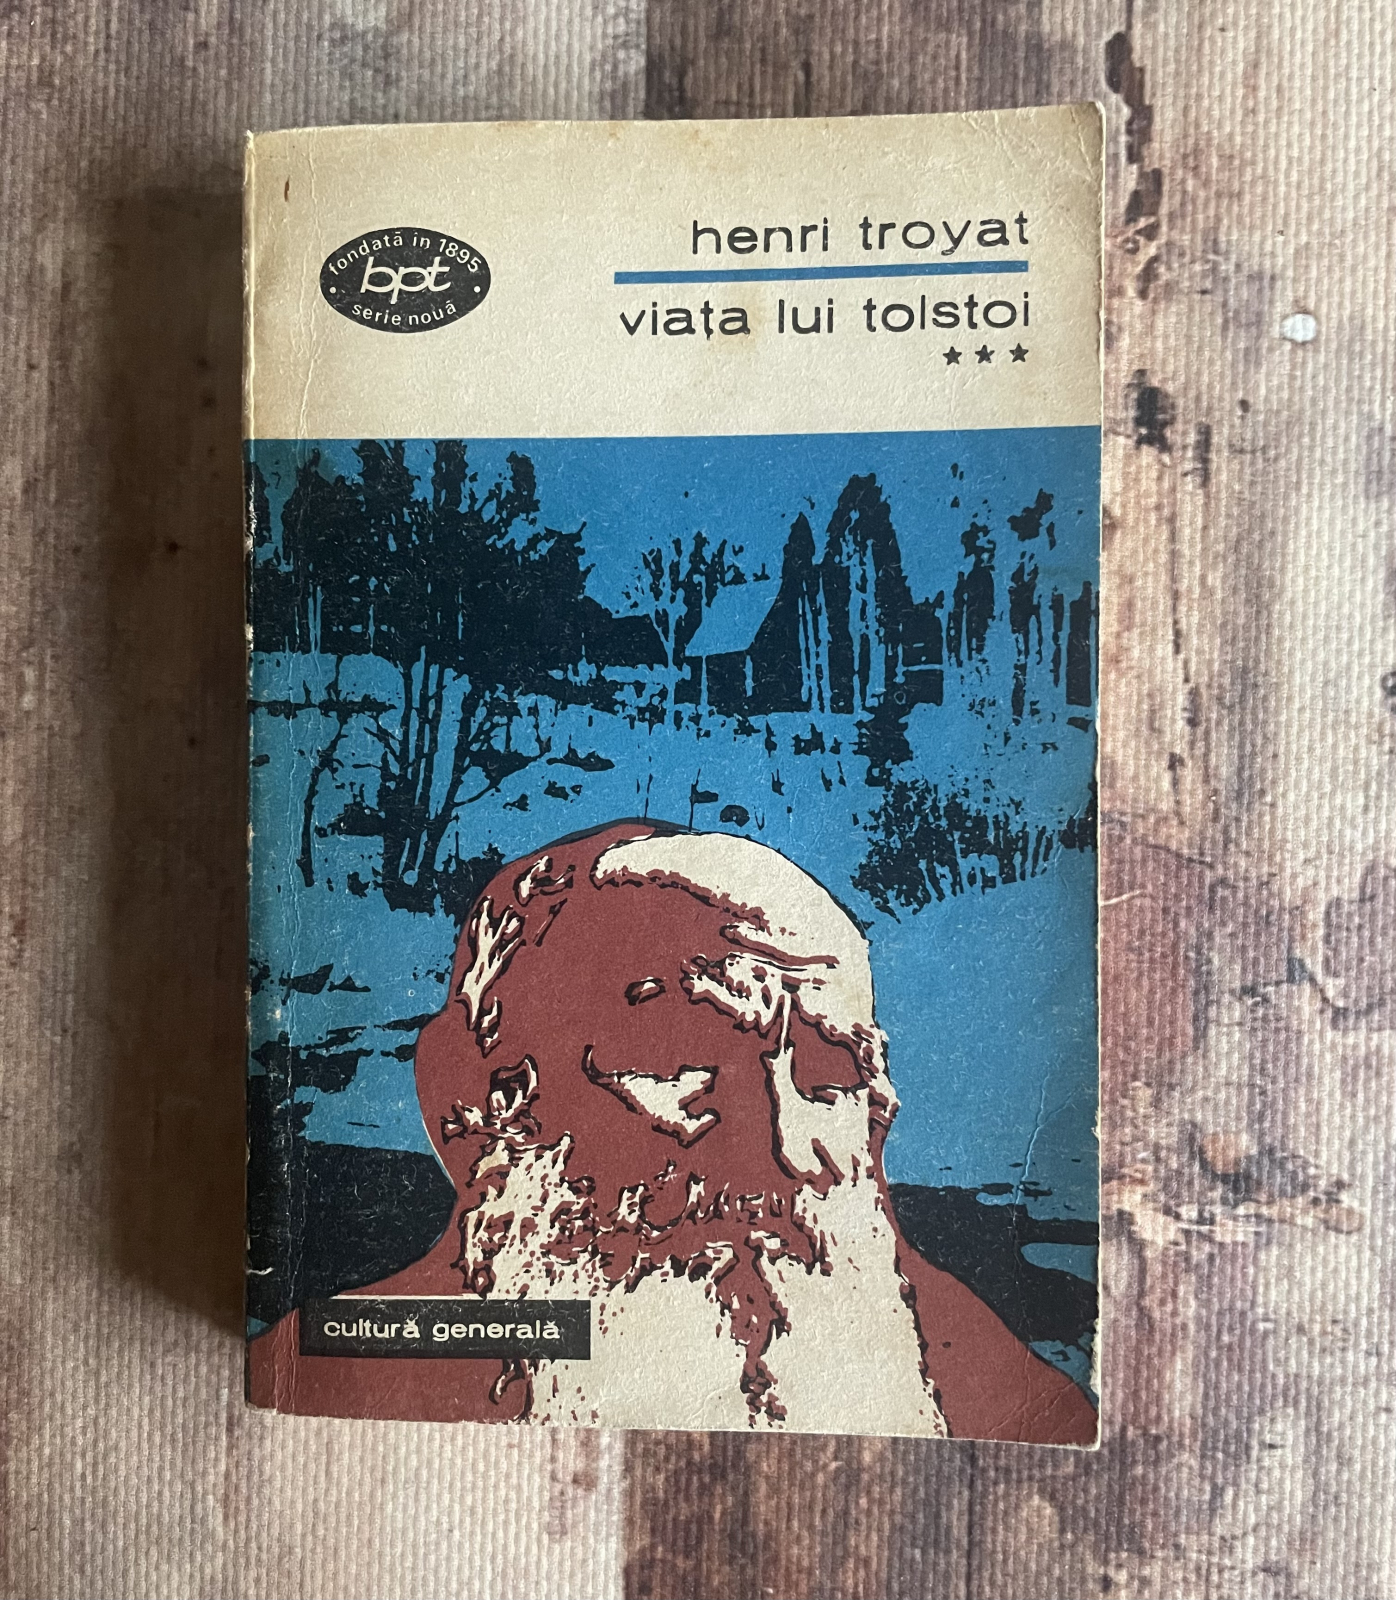 fondată in 1895
bpt
serie nouă
henri troyat
viața lui tolstoi
★★★
cultură generală